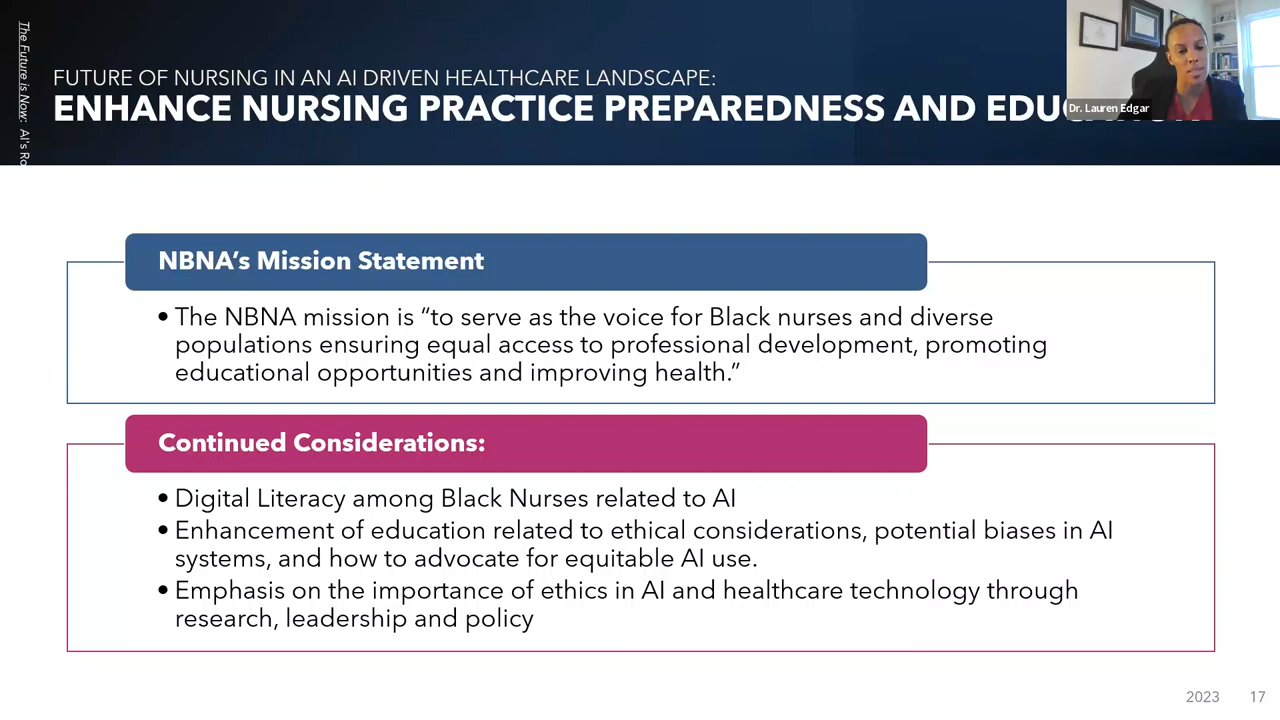 The Future is Now: AI's
FUTURE OF NURSING IN AN AI DRIVEN HEALTHCARE LANDSCAPE:
ENHANCE NURSING PRACTICE PREPAREDNESS AND
Dr. Lauren Edgar
NBNA’s Mission Statement
• The NBNA mission is “to serve as the voice for Black nurses and diverse
populations ensuring equal access to professional development, promoting
educational opportunities and improving health.”
Continued Considerations:
• Digital Literacy among Black Nurses related to AI
• Enhancement of education related to ethical considerations, potential biases in AI
systems, and how to advocate for equitable AI use.
• Emphasis on the importance of ethics in AI and healthcare technology through
research, leadership and policy
2023 17